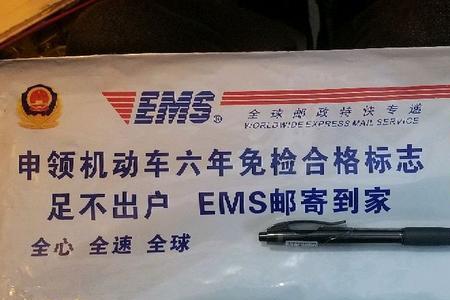 EMS®
全球邮政特快专递
WORLDWIDE EXPRESS MAIL SERVICE
申领机动车六年免检合格标志
足不出户 EMS邮寄到家
全心 全速 全球